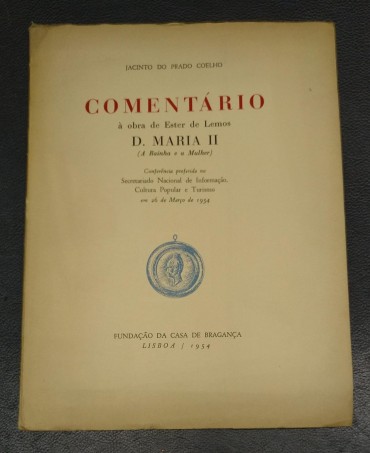 JACINTO DO PRADO COELHO
COMENTÁRIO
à obra de Ester de Lemos
D. MARIA II
(A Rainha e a Mulher)
Conferência proferida no
Secretariado Nacional de Informação,
Cultura Popular e Turismo
em 26 de Março de 1954
FUNDAÇÃO DA CASA DE BRAGANÇA
LISBOA / 1954